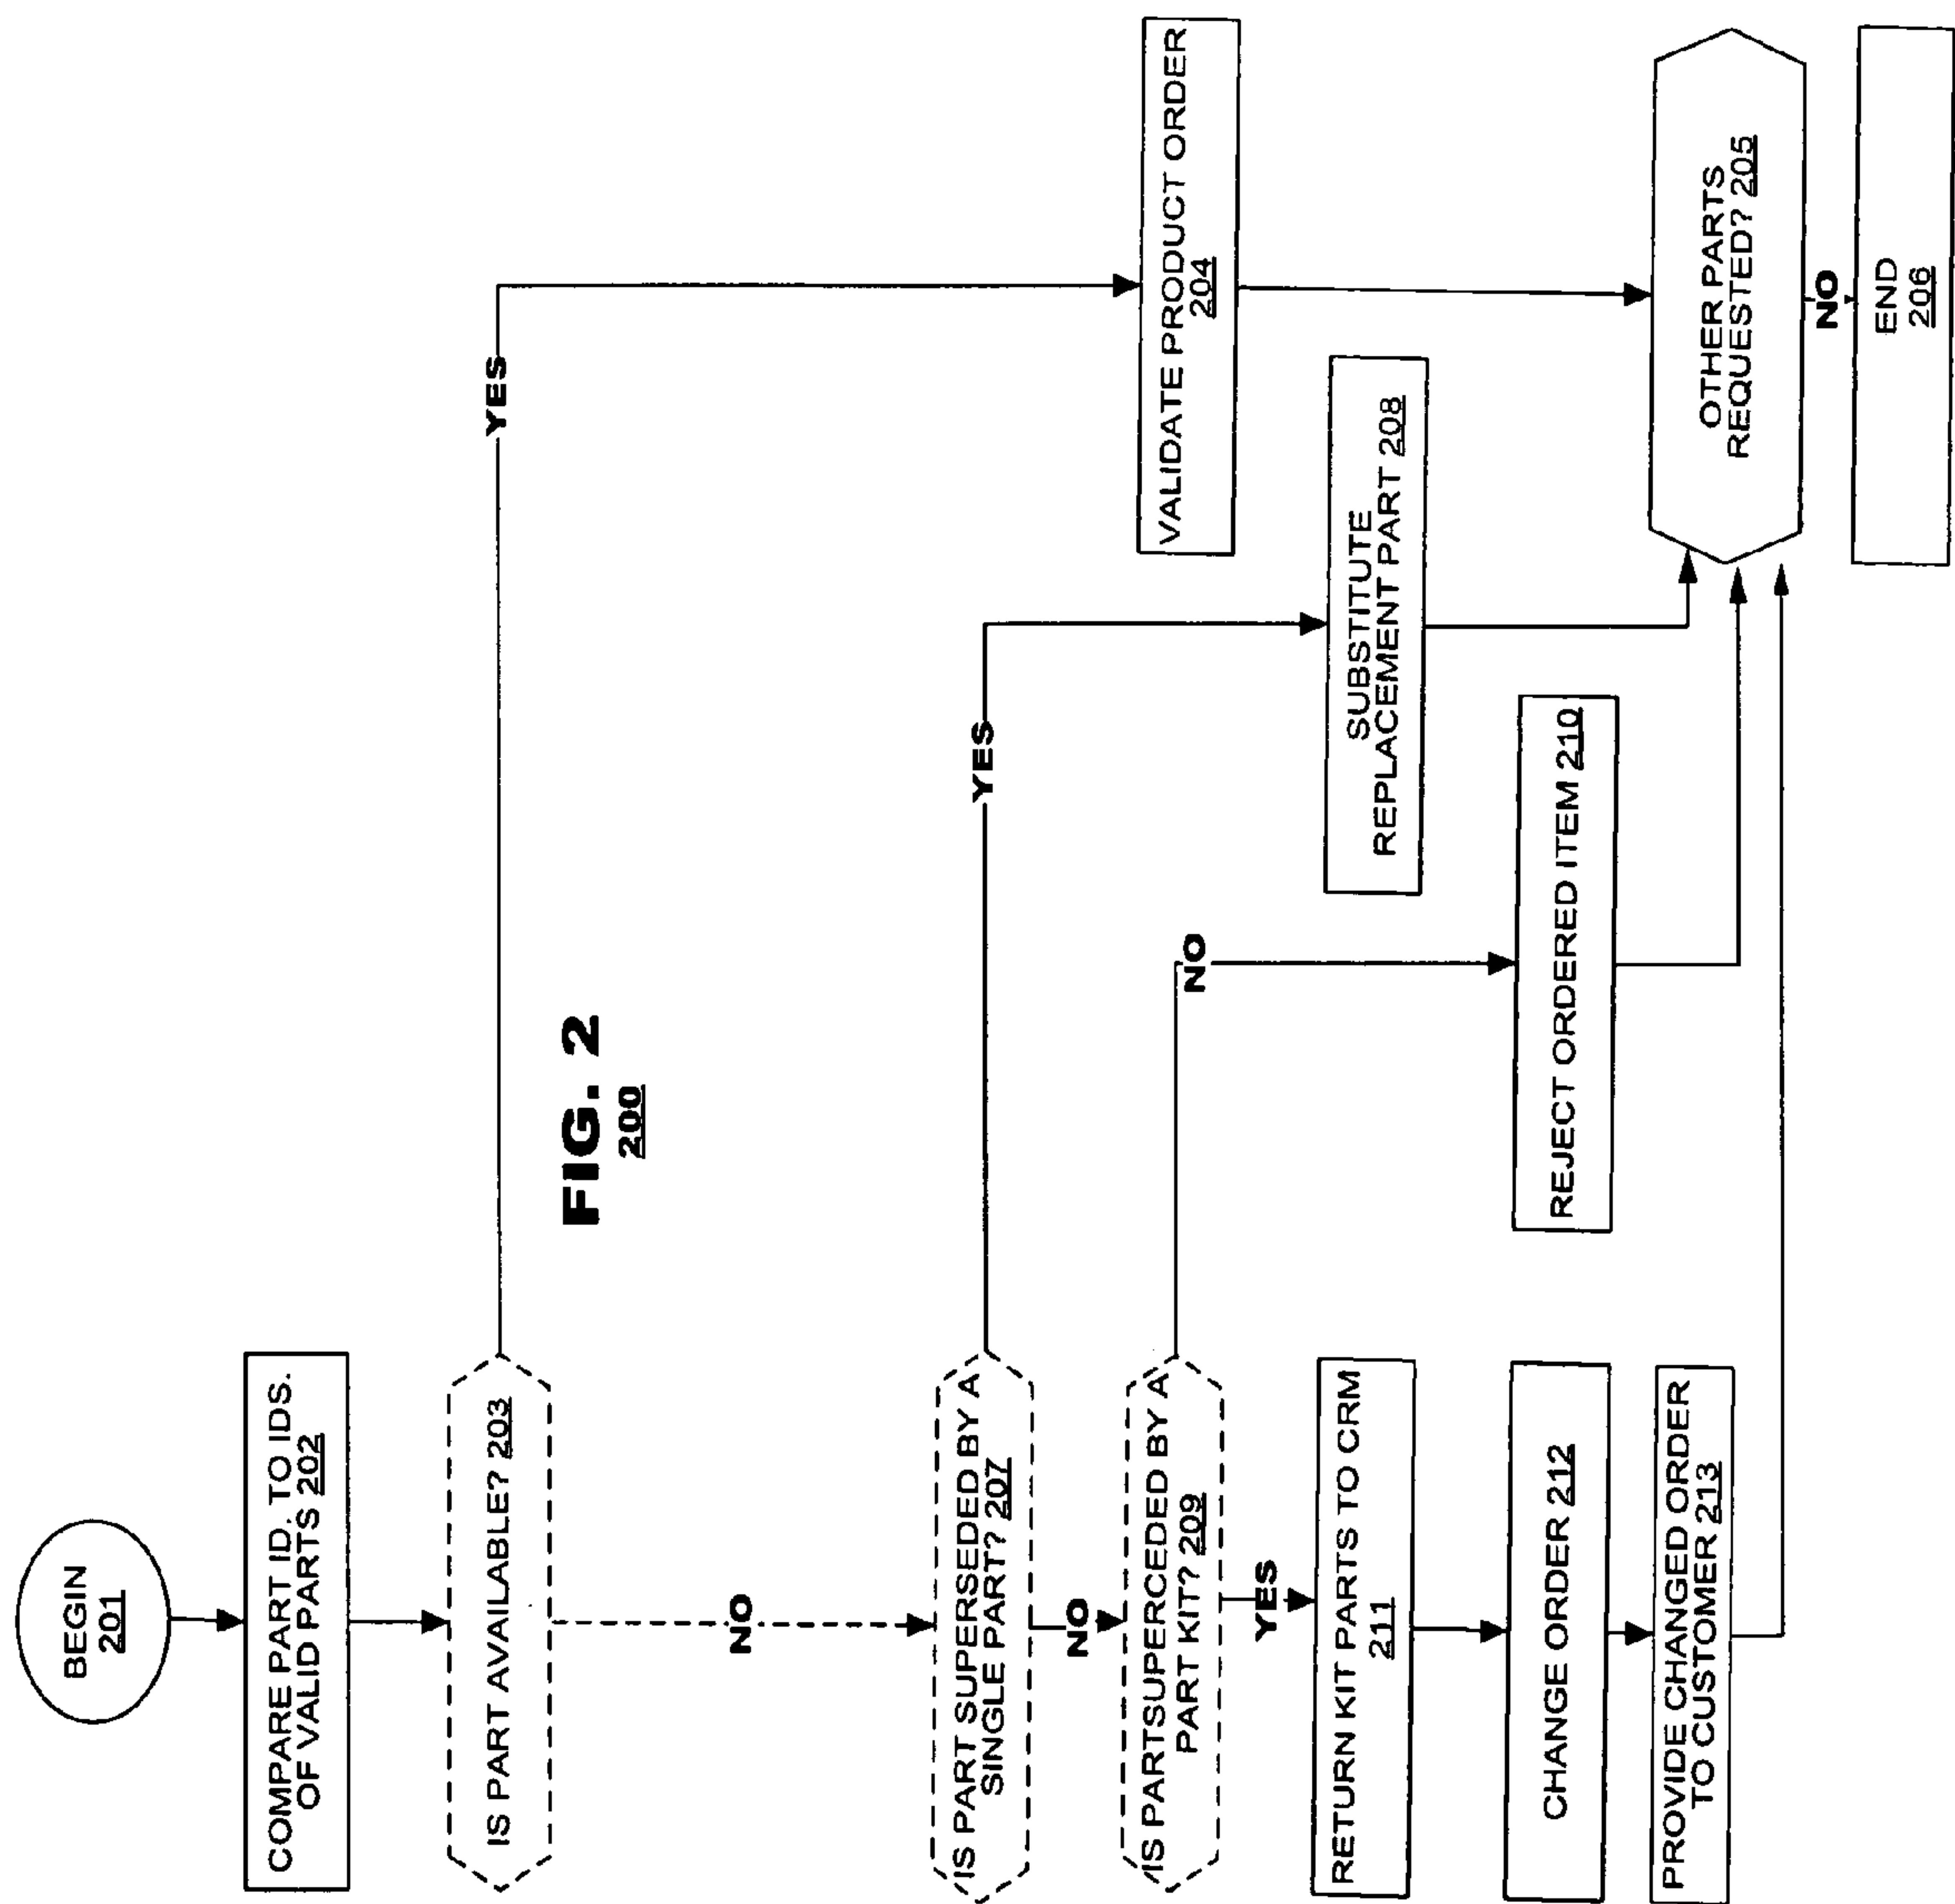 BEGIN
201
COMPARE PART ID. TO IDS.
OF VALID PARTS 202
IS PART AVAILABLE? 203
YES
FIG. 2
200
NO
IS PART SUPERSEDED BY A
SINGLE PART? 207
YES
NO
IS PARTSUPERCEDED BY A
PART KIT? 209
NO
YES
VALIDATE PRODUCT ORDER
204
RETURN KIT PARTS TO CRM
211
SUBSTITUTE
REPLACEMENT PART 208
CHANGE ORDER 212
REJECT ORDERED ITEM 210
PROVIDE CHANGED ORDER
TO CUSTOMER 213
OTHER PARTS
REQUESTED? 205
NO
END
206